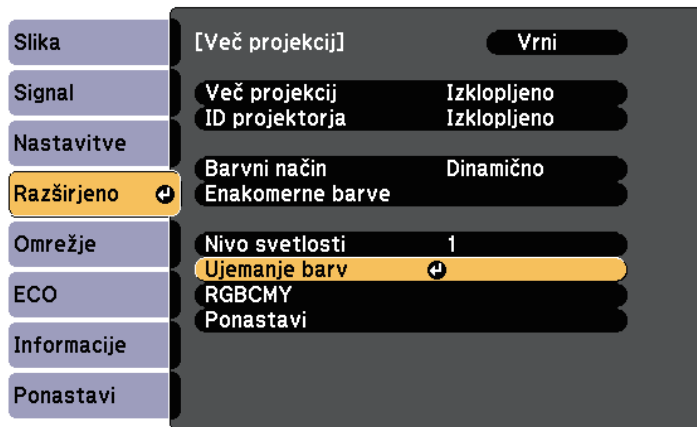 Slika
Signal
Nastavitve
Razširjeno
Omrežje
ECO
Informacije
Ponastavi
[Več projekcij] Vrni
Več projekcij Izklopljeno
ID projektorja Izklopljeno
Barvni način Dinamično
Enakomerne barve
Nivo svetlosti 1
Ujemanje barv
RGBCMY
Ponastavi